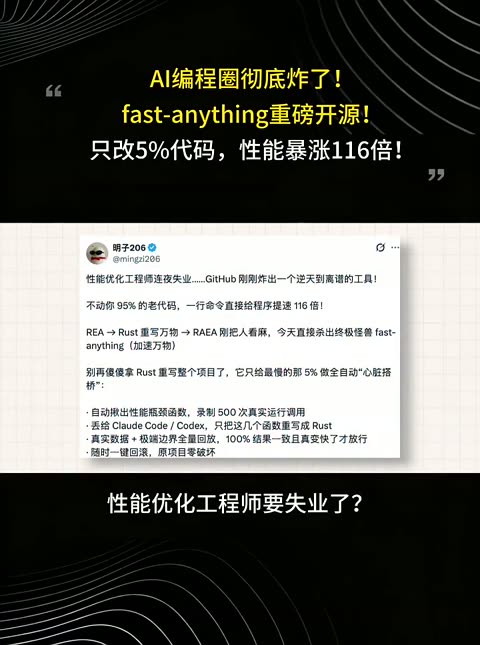 “
AI编程圈彻底炸了！
fast-anything重磅开源！
只改5%代码，性能暴涨116倍！
”
明子206
@mingzi206
性能优化工程师连夜失业......GitHub 刚刚炸出一个逆天到离谱的工具！
不动你 95% 的老代码，一行命令直接给程序提速 116 倍！
REA → Rust 重写万物 → RAEA 刚把人看麻，今天直接杀出终极怪兽 fast-
anything（加速万物）
别再傻傻拿 Rust 重写整个项目了，它只给最慢的那 5% 做全自动“心脏搭
桥”：
· 自动揪出性能瓶颈函数，录制 500 次真实运行调用
· 丢给 Claude Code / Codex，只把这几个函数重写成 Rust
· 真实数据 + 极端边界全量回放，100% 结果一致且真变快了才放行
· 随时一键回滚，原项目零破坏
性能优化工程师要失业了？